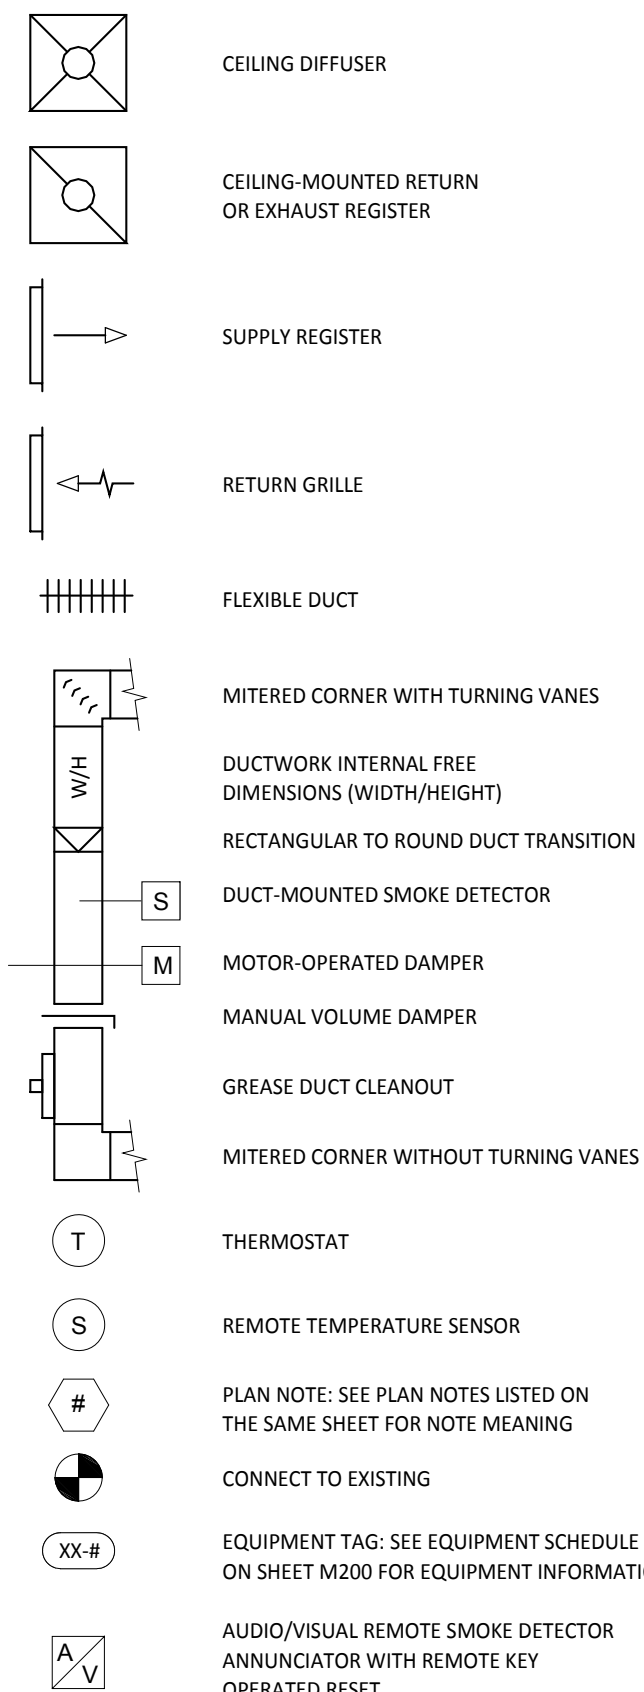 CEILING DIFFUSER
CEILING-MOUNTED RETURN
OR EXHAUST REGISTER
SUPPLY REGISTER
RETURN GRILLE
FLEXIBLE DUCT
MITERED CORNER WITH TURNING VANES
W/H
DUCTWORK INTERNAL FREE
DIMENSIONS (WIDTH/HEIGHT)
RECTANGULAR TO ROUND DUCT TRANSITION
S DUCT-MOUNTED SMOKE DETECTOR
M MOTOR-OPERATED DAMPER
MANUAL VOLUME DAMPER
GREASE DUCT CLEANOUT
MITERED CORNER WITHOUT TURNING VANES
T THERMOSTAT
S REMOTE TEMPERATURE SENSOR
# PLAN NOTE: SEE PLAN NOTES LISTED ON
THE SAME SHEET FOR NOTE MEANING
CONNECT TO EXISTING
XX-# EQUIPMENT TAG: SEE EQUIPMENT SCHEDULE
ON SHEET M200 FOR EQUIPMENT
A/V AUDIO/VISUAL REMOTE SMOKE DETECTOR
ANNUNCIATOR WITH REMOTE KEY
OPERATED RESET